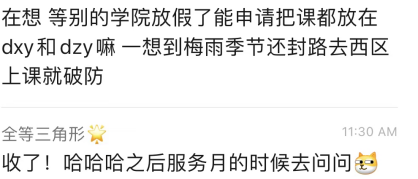 在想 等别的学院放假了能申请把课都放在
dxy和dzy嘛 一想到梅雨季节还封路去西区
上课就破防
全等三角形🌟 11:30 AM
收了！哈哈哈之后服务月的时候去问问